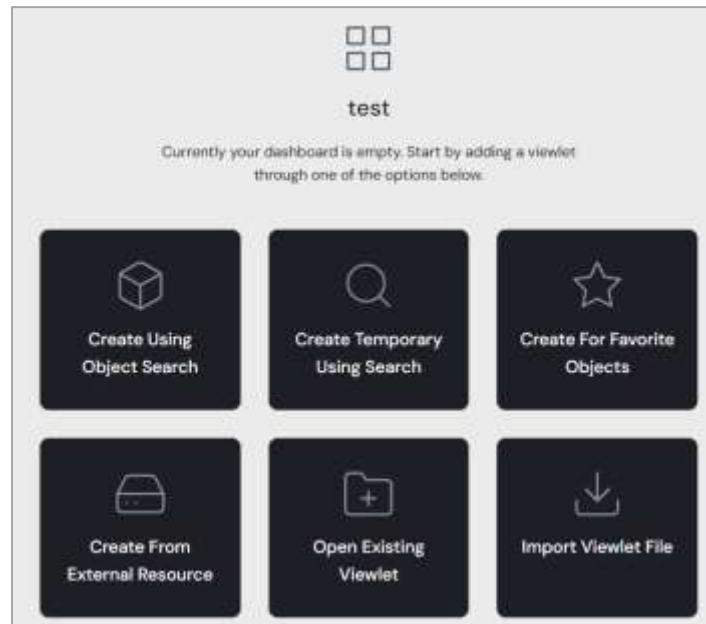 test
Currently your dashboard is empty. Start by adding a viewlet
through one of the options below.
Create Using
Object Search
Create Temporary
Using Search
Create For Favorite
Objects
Create From
External Resource
Open Existing
Viewlet
Import Viewlet File